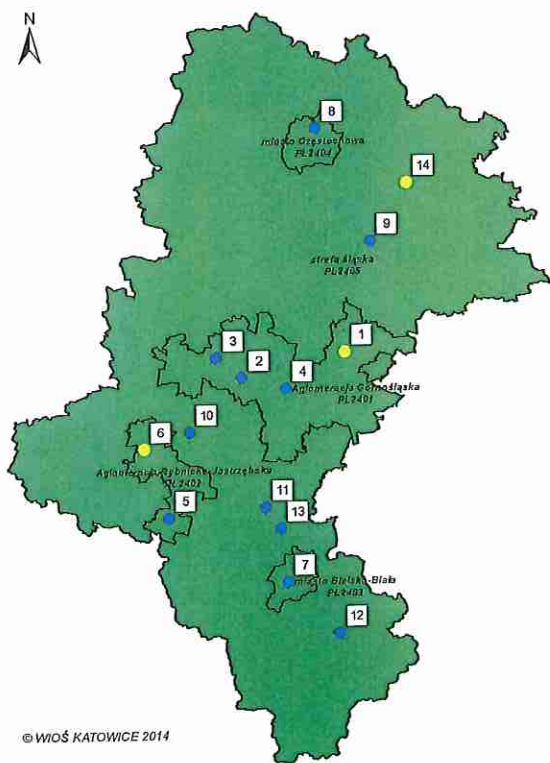 N
8
miasto Częstochowa
PL2404
14
9
strefa śląska
PL2405
3
2
1
4
Aglomeracja Górnośląska
PL2401
10
6
Aglomeracja Rybnicko-Jastrzębska
PL2402
5
11
13
7
miasto Bielsko-Biała
PL2403
12
© WIOŚ KATOWICE 2014